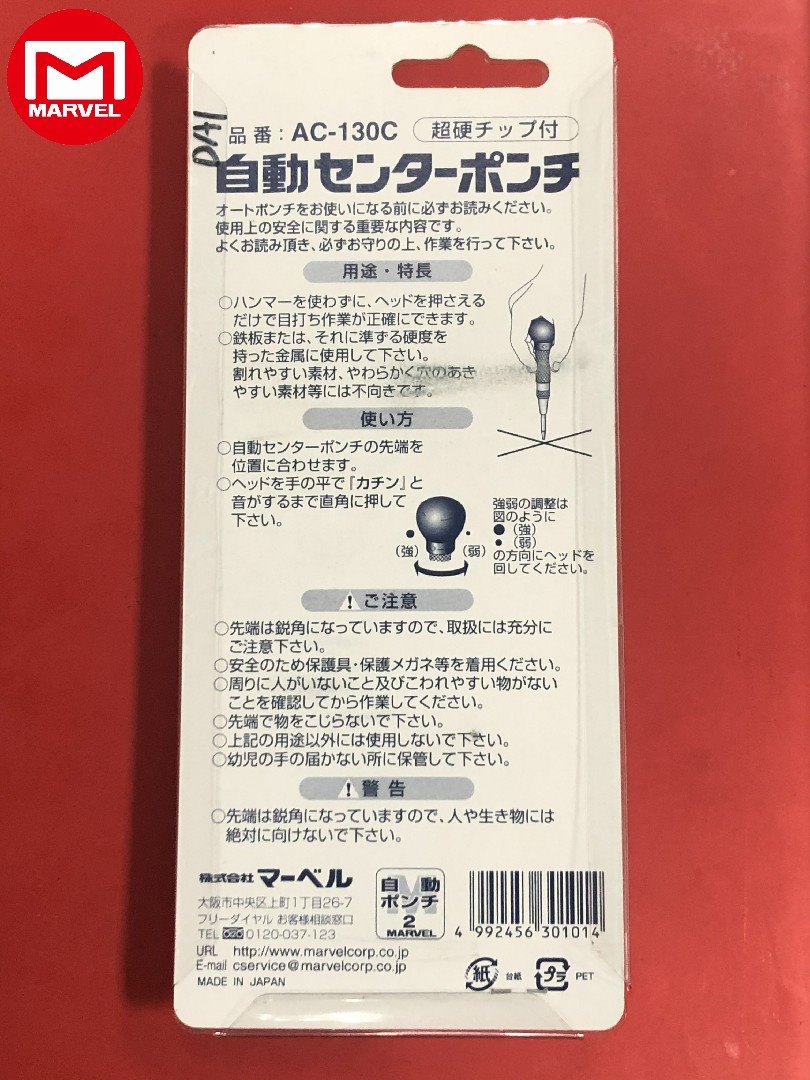 MARVEL
DAI
品番：AC-130C 超硬チップ付
自動センターポンチ
オートポンチをお使いになる前に必ずお読みください。
使用上の安全に関する重要な内容です。
よくお読み頂き、必ずお守りの上、作業を行って下さい。
用途・特長
○ハンマーを使わずに、ヘッドを押さえる
だけで目打ち作業が正確にできます。
○鉄板または、それに準ずる硬度を
持った金属に使用して下さい。
割れやすい素材、やわらかく穴のあき
やすい素材等には不向きです。
使い方
○自動センターポンチの先端を
位置に合わせます。
○ヘッドを手の平で『カチン』と
音がするまで直角に押して
下さい。
（強）
（弱）
強弱の調整は
図のように
●（強）
・（弱）
の方向にヘッドを
回してください。
! ご注意
○先端は鋭角になっていますので、取扱には充分に
ご注意下さい。
○安全のため保護具・保護メガネ等を着用ください。
○周りに人がいないこと及びこわれやすい物がない
ことを確認してから作業してください。
○先端で物をこじらないで下さい。
○上記の用途以外には使用しないで下さい。
○幼児の手の届かない所に保管して下さい。
! 警告
○先端は鋭角になっていますので、人や生き物には
絶対に向けないで下さい。
株式会社マーベル
大阪市中央区上町1丁目26-7
フリーダイヤル お客様相談窓口
TEL 0120-037-123
URL http://www.marvelcorp.co.jp
E-mail cservice@marvelcorp.co.jp
MADE IN JAPAN
自動
ポンチ
2
MARVEL
4 992456 301014
紙 台紙
プラ PET